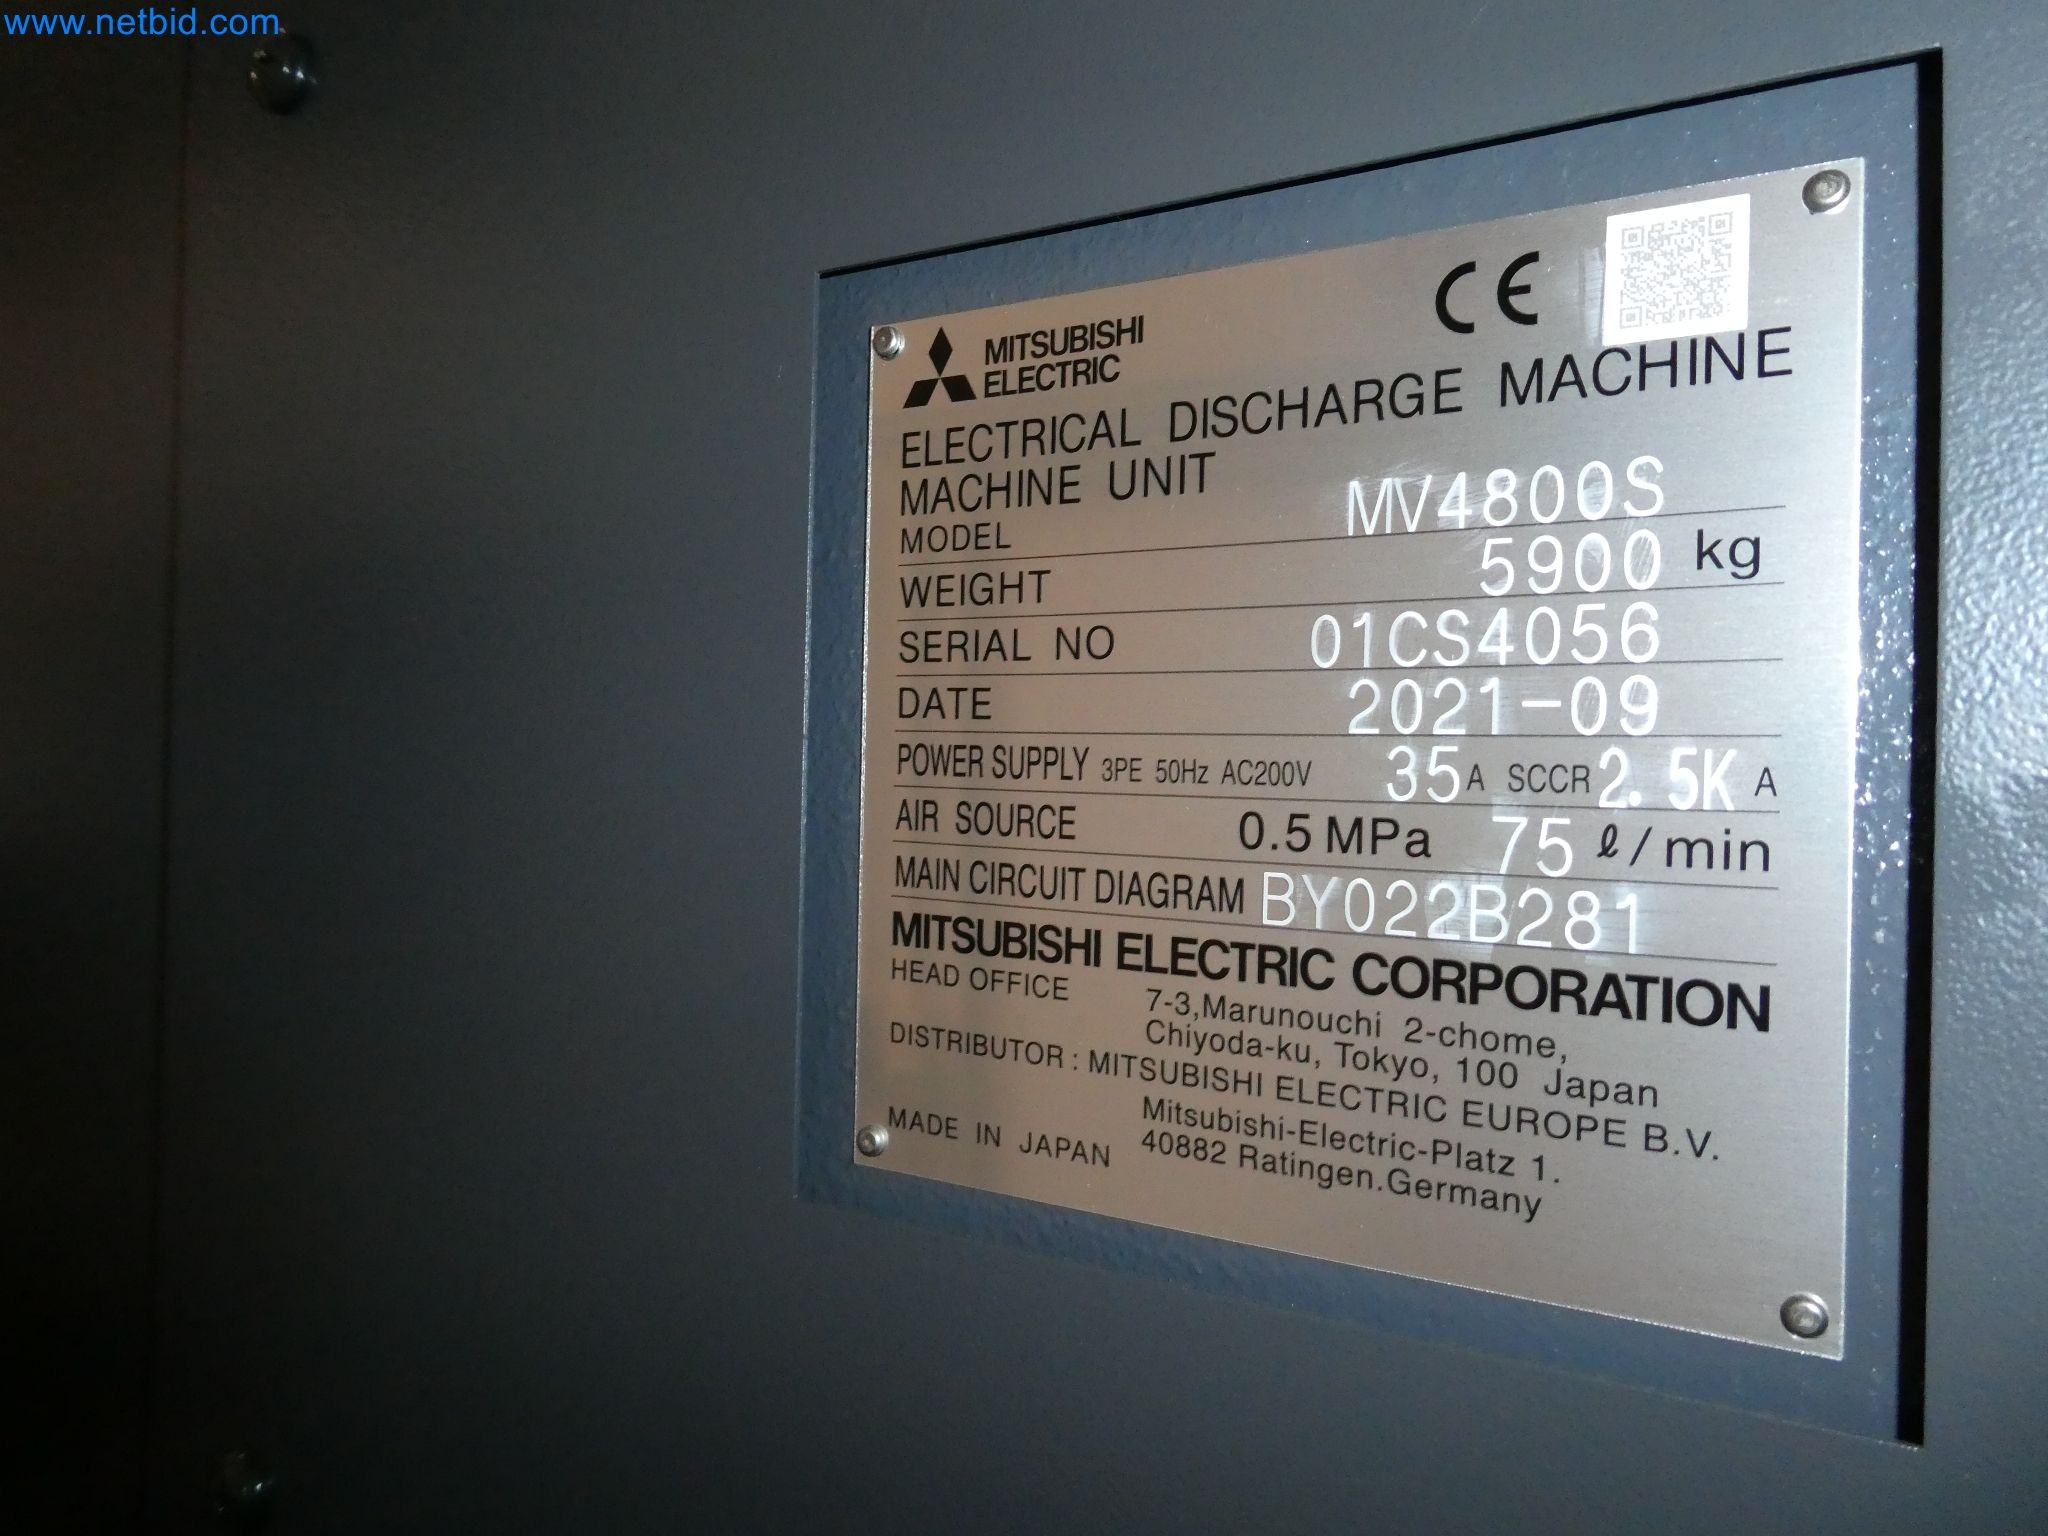 www.netbid.com
CE
MITSUBISHI
ELECTRIC
ELECTRICAL DISCHARGE MACHINE
MACHINE UNIT
MODEL MV4800S
WEIGHT 5900 kg
SERIAL NO 01CS4056
DATE 2021-09
POWER SUPPLY 3PE 50Hz AC200V 35A SCCR 2.5K A
AIR SOURCE 0.5 MPa 75 ℓ/min
MAIN CIRCUIT DIAGRAM BY022B281
MITSUBISHI ELECTRIC CORPORATION
HEAD OFFICE 7-3,Marunouchi 2-chome,
Chiyoda-ku, Tokyo, 100 Japan
DISTRIBUTOR : MITSUBISHI ELECTRIC EUROPE B.V.
Mitsubishi-Electric-Platz 1.
MADE IN JAPAN 40882 Ratingen.Germany